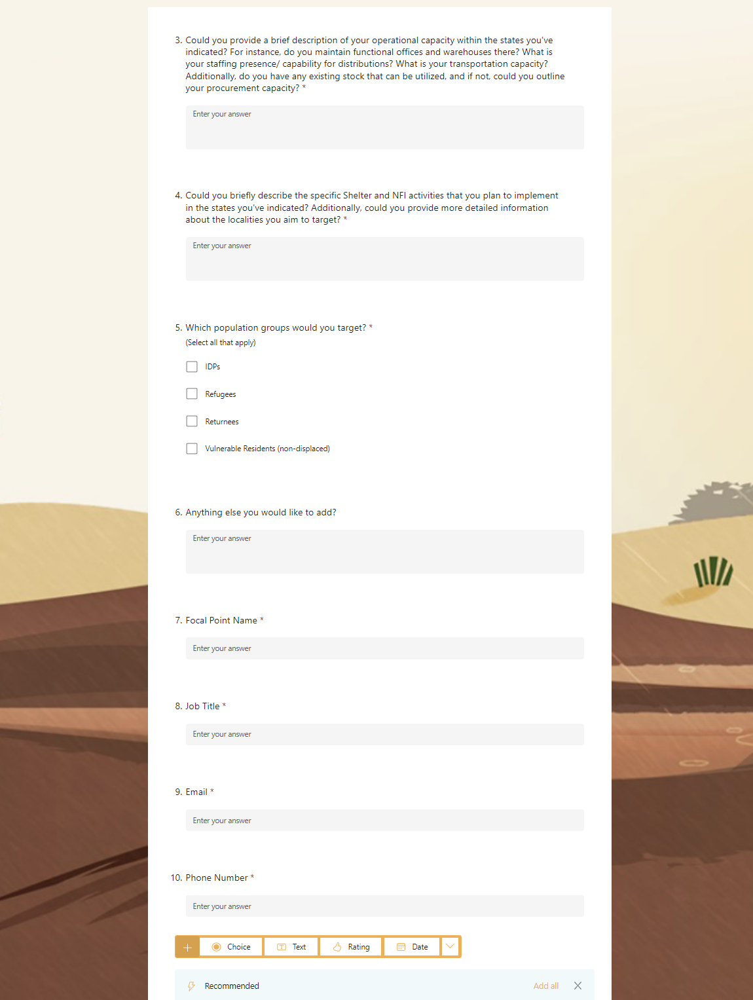 3. Could you provide a brief description of your operational capacity within the states you've
indicated? For instance, do you maintain functional offices and warehouses there? What is
your staffing presence/ capability for distributions? What is your transportation capacity?
Additionally, do you have any existing stock that can be utilized, and if not, could you outline
your procurement capacity? *
Enter your answer
4. Could you briefly describe the specific Shelter and NFI activities that you plan to implement
in the states you've indicated? Additionally, could you provide more detailed information
about the localities you aim to target? *
Enter your answer
5. Which population groups would you target? *
(Select all that apply)
IDPs
Refugees
Returnees
Vulnerable Residents (non-displaced)
6. Anything else you would like to add?
Enter your answer
7. Focal Point Name *
Enter your answer
8. Job Title *
Enter your answer
9. Email *
Enter your answer
10. Phone Number *
Enter your answer
Choice Text Rating Date
Recommended Add all